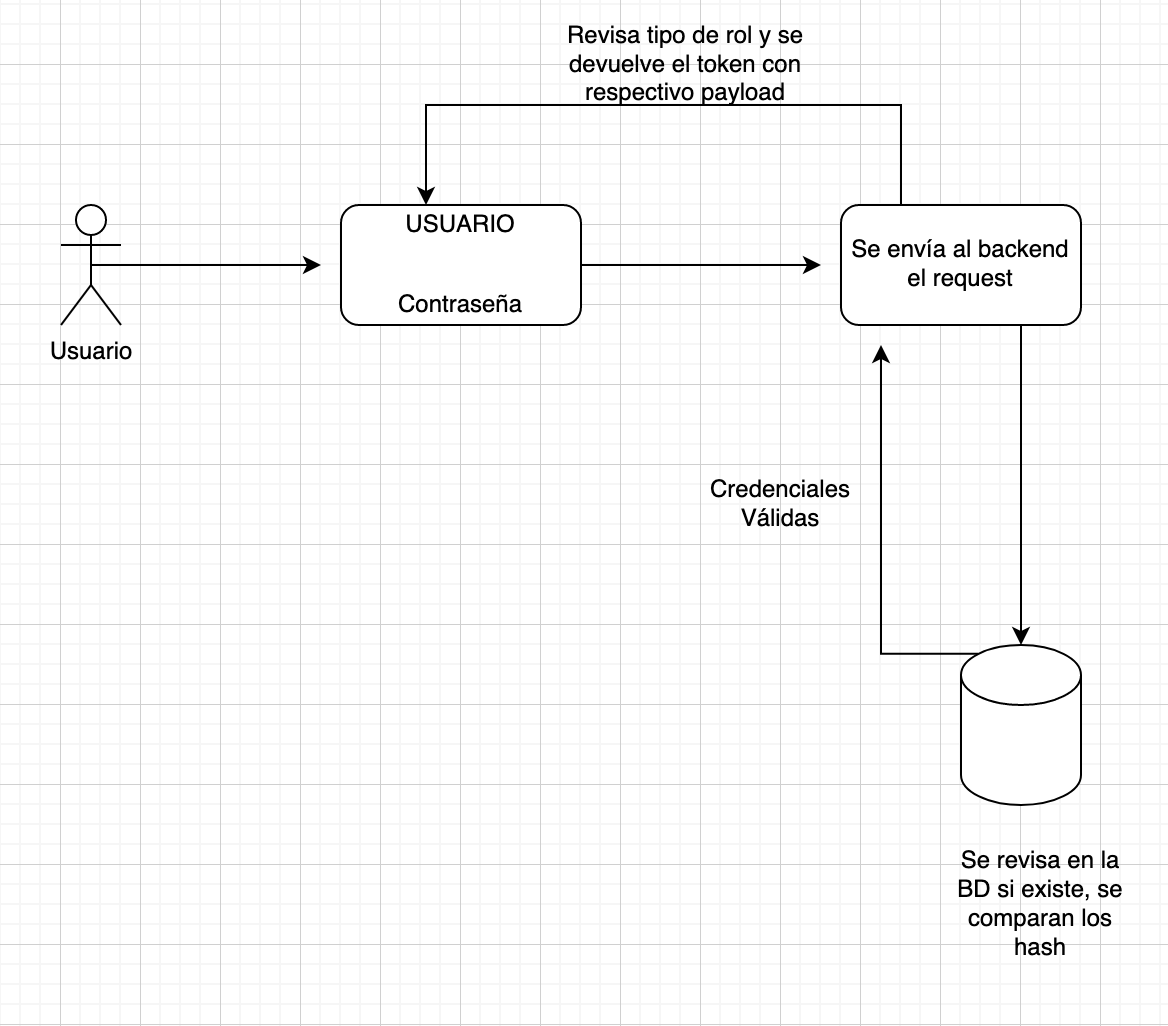 Revisa tipo de rol y se
devuelve el token con
respectivo payload
USUARIO
Contraseña
Se envía al backend
el request
Usuario
Credenciales
Válidas
Se revisa en la
BD si existe, se
comparan los
hash